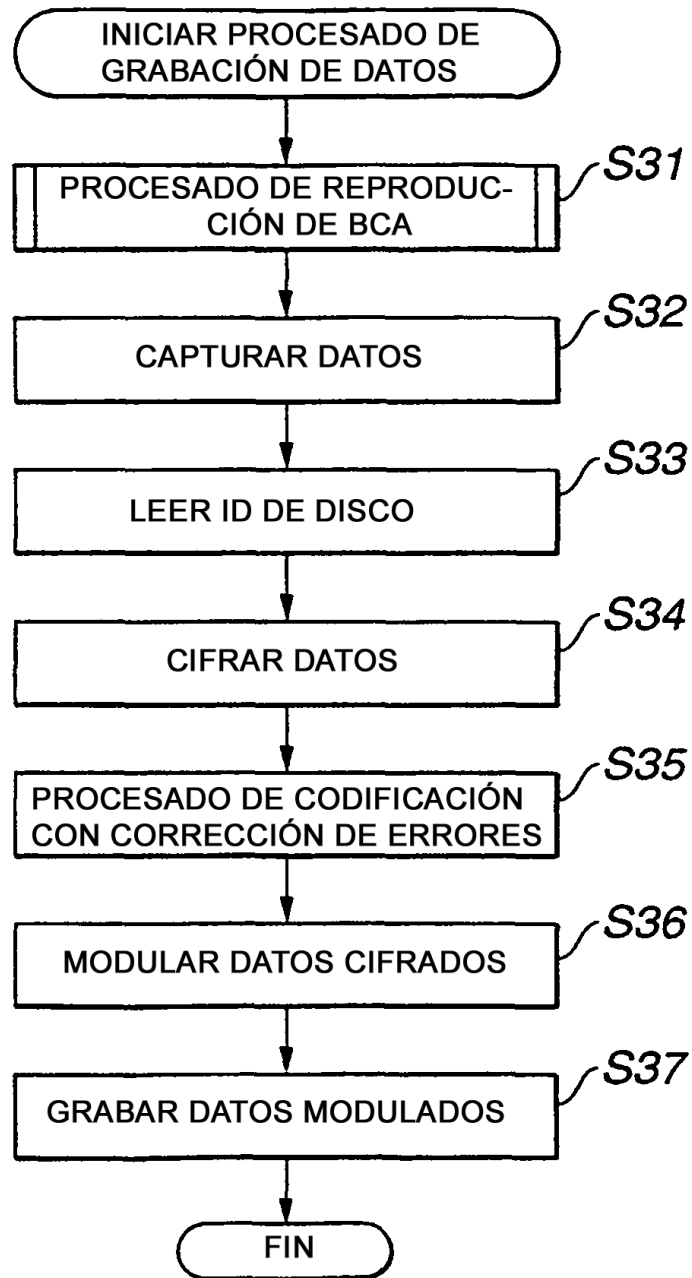 INICIAR PROCESADO DE
GRABACIÓN DE DATOS
S31
PROCESADO DE REPRODUC-
CIÓN DE BCA
S32
CAPTURAR DATOS
S33
LEER ID DE DISCO
S34
CIFRAR DATOS
S35
PROCESADO DE CODIFICACIÓN
CON CORRECCIÓN DE ERRORES
S36
MODULAR DATOS CIFRADOS
S37
GRABAR DATOS MODULADOS
FIN